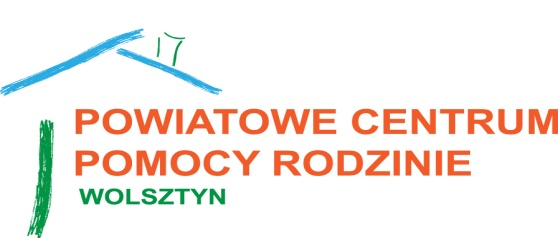 POWIATOWE CENTRUM
POMOCY RODZINIE
WOLSZTYN